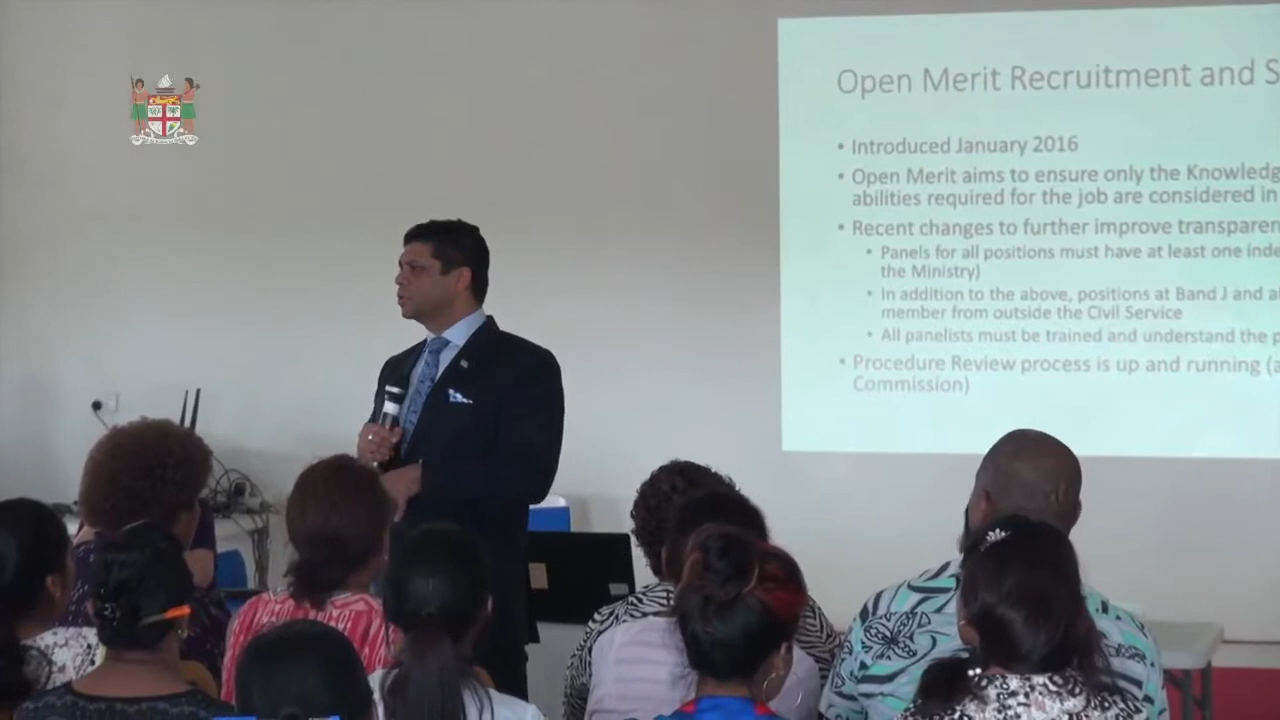 Open Merit Recruitment and S
• Introduced January 2016
• Open Merit aims to ensure only the Knowledg
abilities required for the job are considered in
• Recent changes to further improve transparen
• Panels for all positions must have at least one inde
the Ministry)
• In addition to the above, positions at Band J and a
member from outside the Civil Service
• All panelists must be trained and understand the p
• Procedure Review process is up and running (a
Commission)